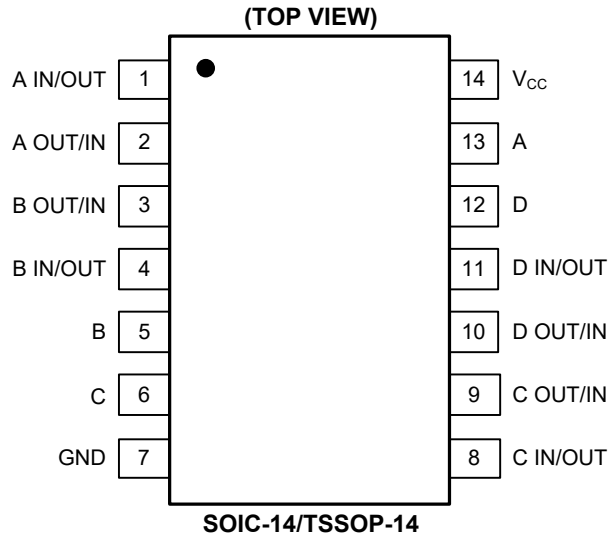 (TOP VIEW)
A IN/OUT 1 14 VCC
A OUT/IN 2 13 A
B OUT/IN 3 12 D
B IN/OUT 4 11 D IN/OUT
B 5 10 D OUT/IN
C 6 9 C OUT/IN
GND 7 8 C IN/OUT
SOIC-14/TSSOP-14